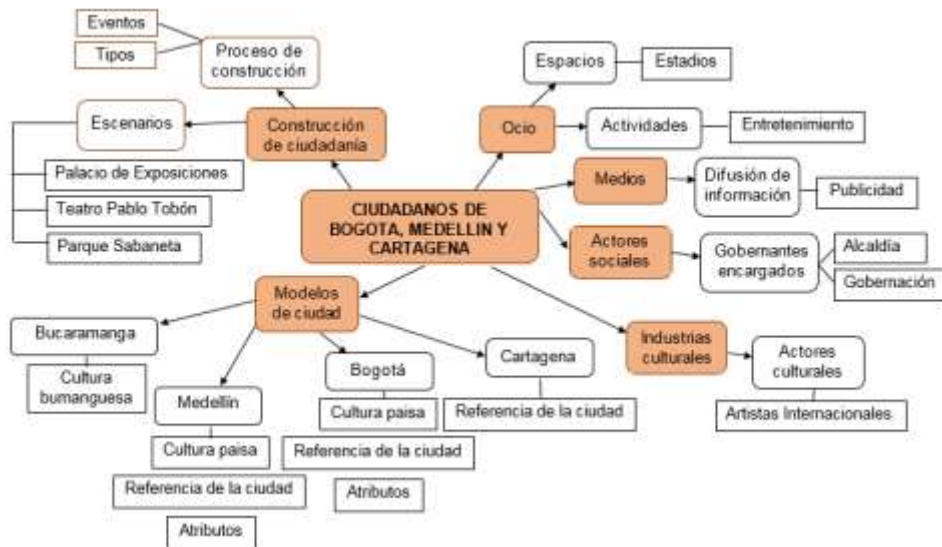 Eventos
Tipos
Proceso de
construcción
Escenarios
Construcción
de ciudadanía
Palacio de Exposiciones
Teatro Pablo Tobón
Parque Sabaneta
Espacios
Estadios
Ocio
Actividades
Entretenimiento
Medios
Difusión de
información
Publicidad
CIUDADANOS DE
BOGOTA, MEDELLIN Y
CARTAGENA
Actores
sociales
Gobernantes
encargados
Alcaldía
Gobernación
Modelos
de ciudad
Bucaramanga
Cultura
bumanguesa
Medellín
Cultura paisa
Referencia de la ciudad
Atributos
Bogotá
Cultura paisa
Referencia de la ciudad
Atributos
Cartagena
Referencia de la ciudad
Industrias
culturales
Actores
culturales
Artistas Internacionales